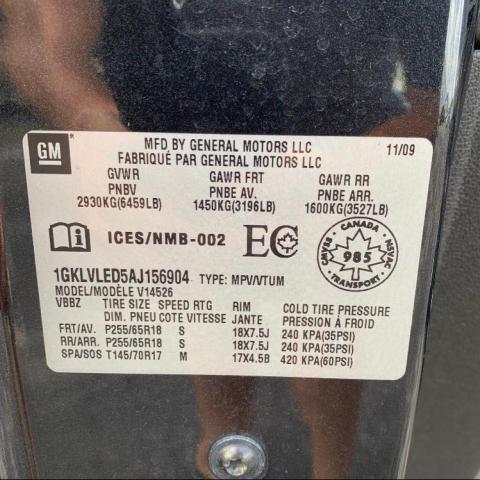 GM
MFD BY GENERAL MOTORS LLC 11/09
FABRIQUÉ PAR GENERAL MOTORS LLC
GVWR GAWR FRT GAWR RR
PNBV PNBE AV. PNBE ARR.
2930KG(6459LB) 1450KG(3196LB) 1600KG(3527LB)
ICES/NMB-002 EC
CANADA
CMVSS NSVAC
985
1GKLVLED5AJ156904 TYPE: MPV/VTUM
MODEL/MODÈLE V14526
VBBZ TIRE SIZE SPEED RTG RIM COLD TIRE PRESSURE
DIM. PNEU COTE VITESSE JANTE PRESSION À FROID
FRT/AV. P255/65R18 S 18X7.5J 240 KPA(35PSI)
RR/ARR. P255/65R18 S 18X7.5J 240 KPA(35PSI)
SPA/SOS T145/70R17 M 17X4.5B 420 KPA(60PSI)